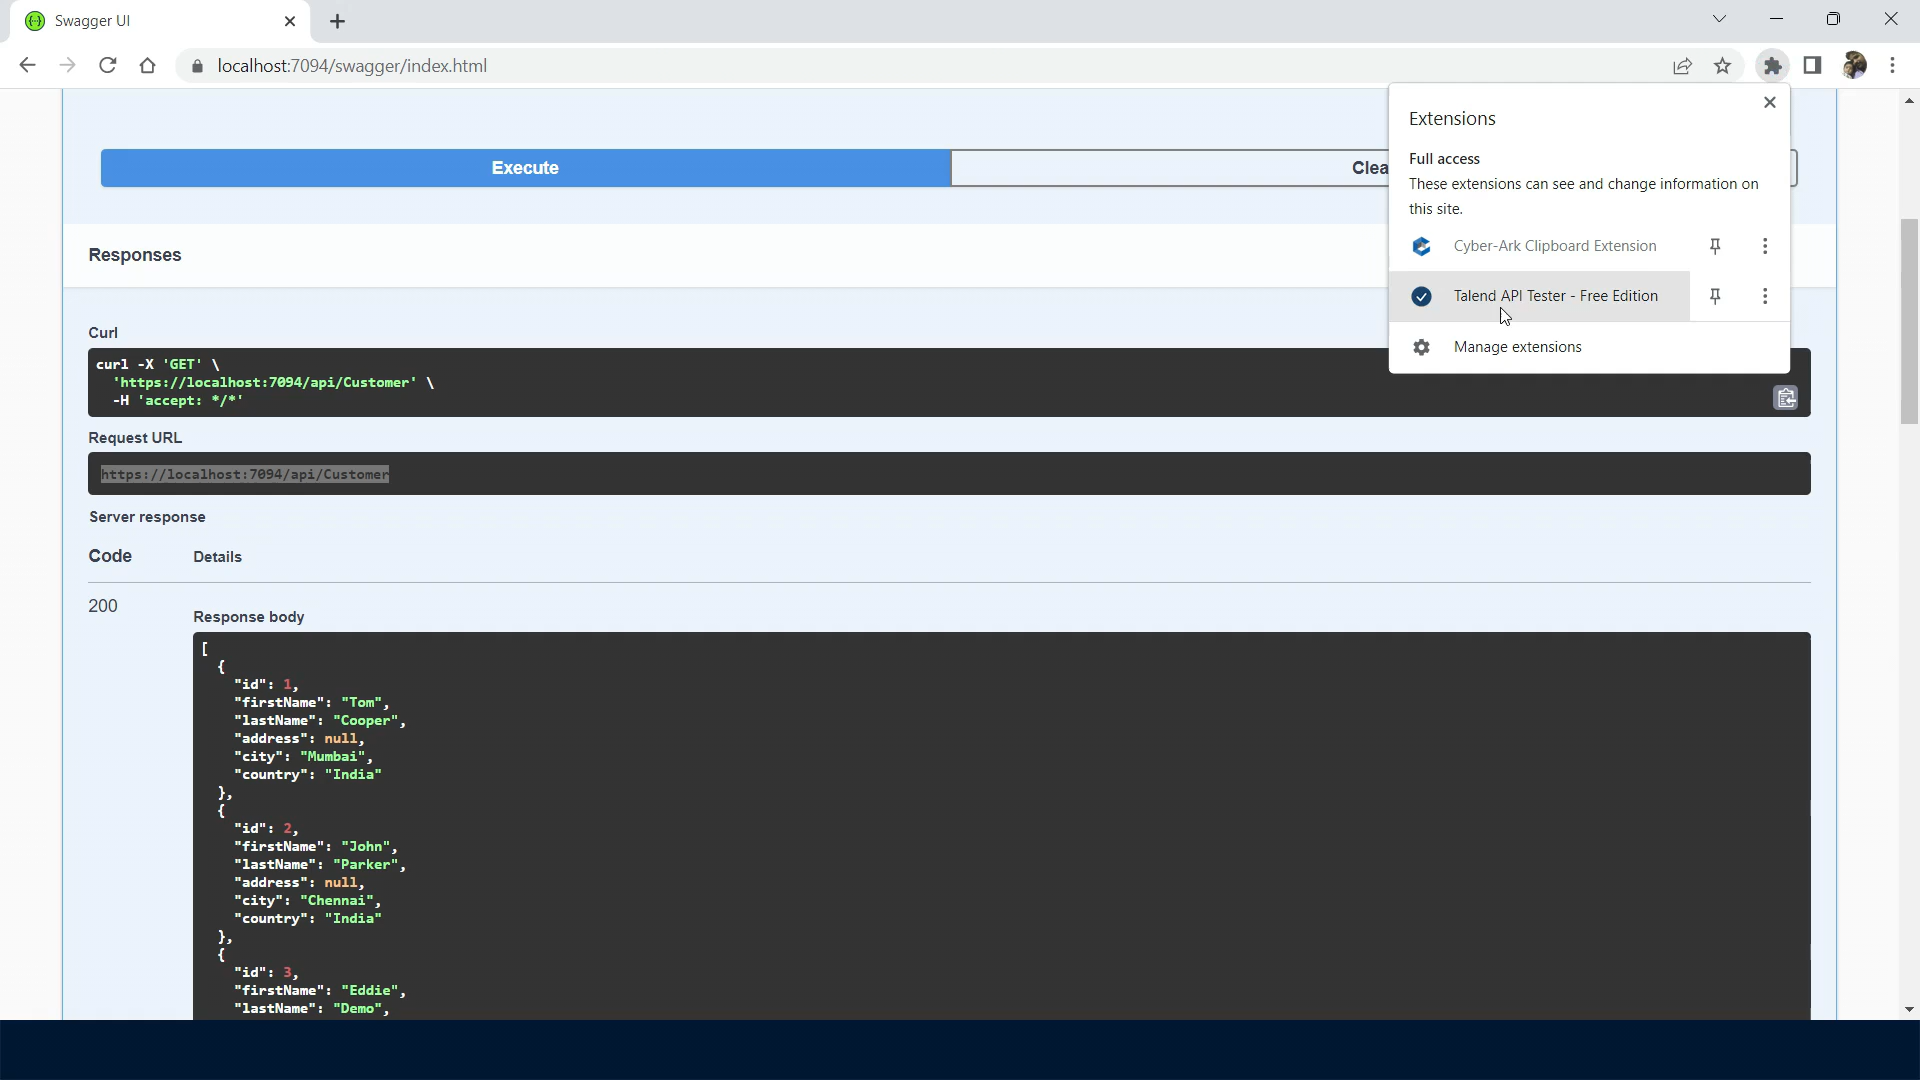 Swagger UI
localhost:7094/swagger/index.html
Extensions
Full access
These extensions can see and change information on
this site.
Cyber-Ark Clipboard Extension
Talend API Tester - Free Edition
Manage extensions
Execute
Clea
Responses
Curl
curl -X 'GET' \
'https://localhost:7094/api/Customer' \
-H 'accept: */*'
Request URL
https://localhost:7094/api/Customer
Server response
Code Details
200
Response body
[
{
"id": 1,
"firstName": "Tom",
"lastName": "Cooper",
"address": null,
"city": "Mumbai",
"country": "India"
},
{
"id": 2,
"firstName": "John",
"lastName": "Parker",
"address": null,
"city": "Chennai",
"country": "India"
},
{
"id": 3,
"firstName": "Eddie",
"lastName": "Demo",